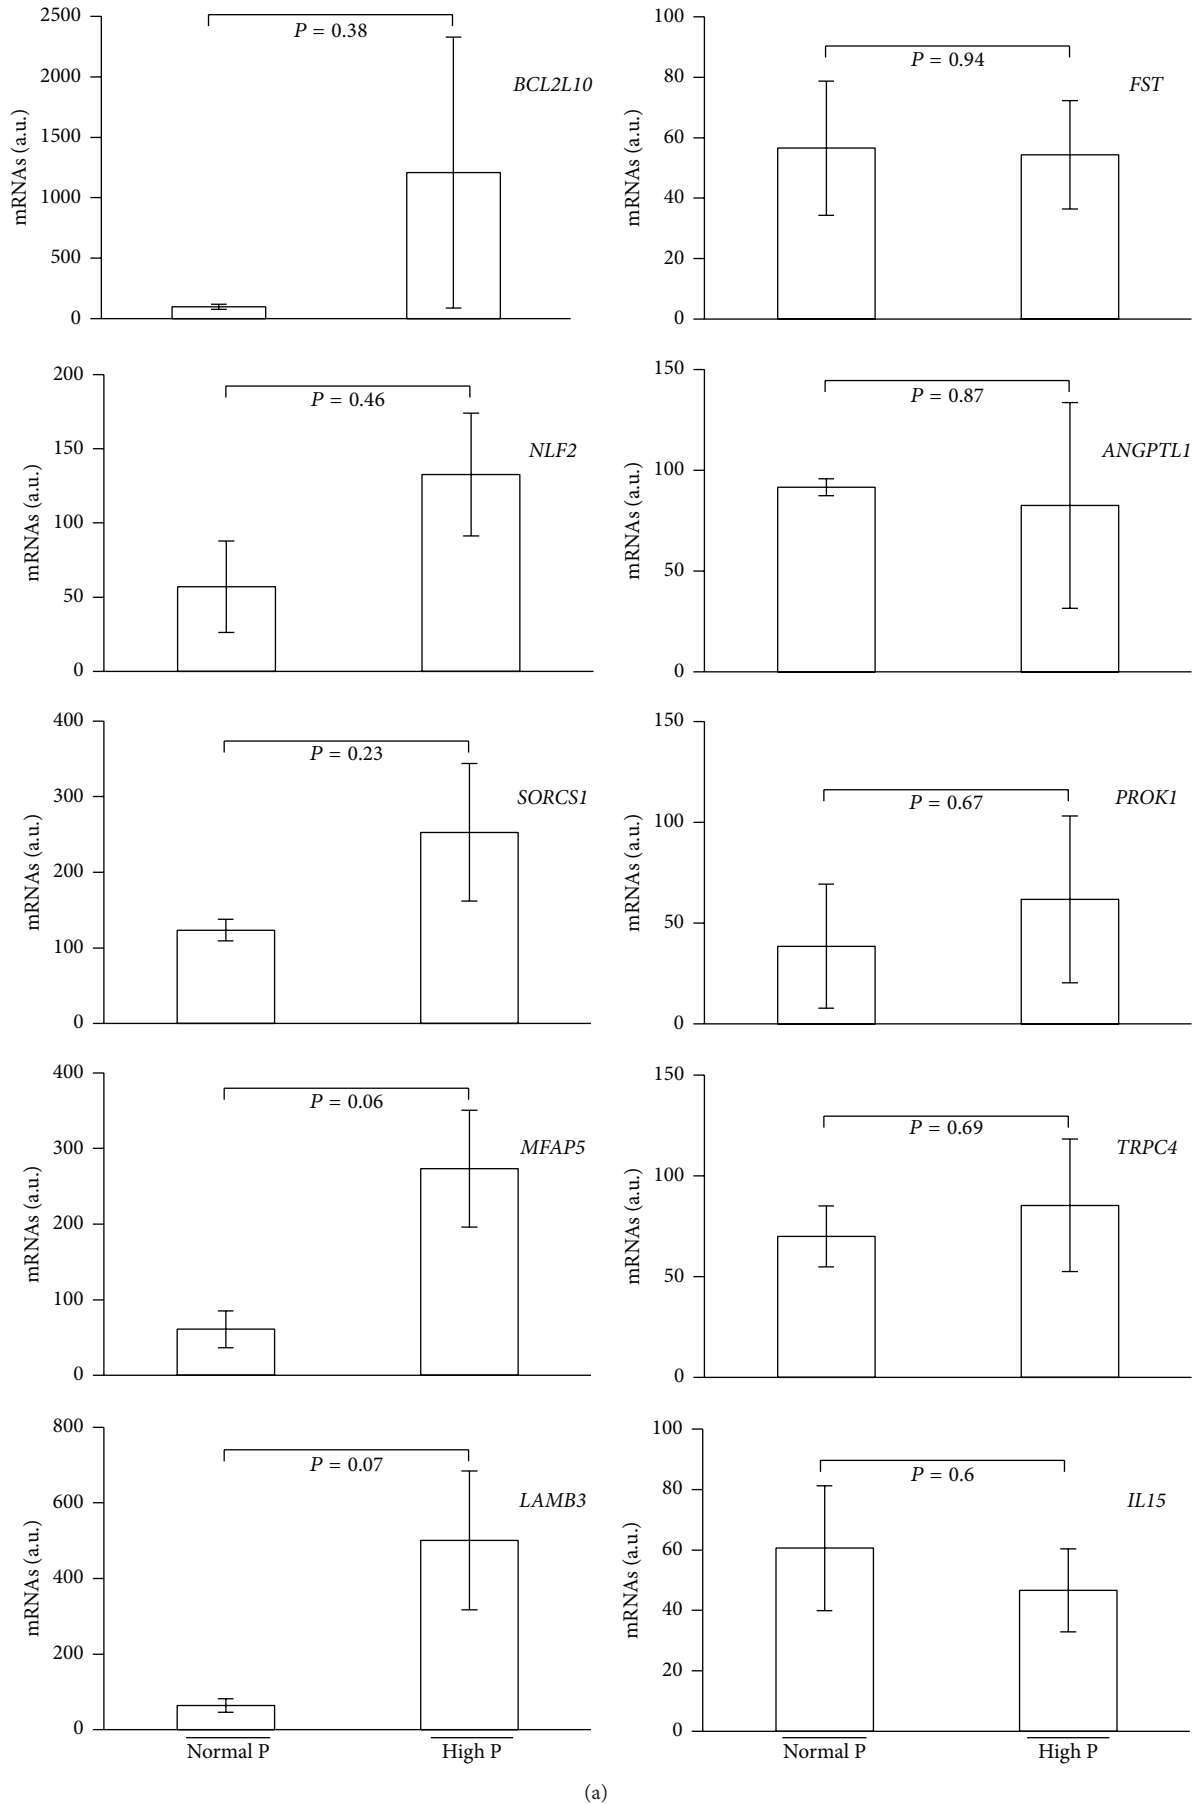 2500
2000
1500
1000
500
0
mRNAs (a.u.)
P = 0.38
BCL2L10
100
80
60
40
20
0
mRNAs (a.u.)
P = 0.94
FST
200
150
100
50
0
mRNAs (a.u.)
P = 0.46
NLF2
150
100
50
0
mRNAs (a.u.)
P = 0.87
ANGPTL1
400
300
200
100
0
mRNAs (a.u.)
P = 0.23
SORCS1
150
100
50
0
mRNAs (a.u.)
P = 0.67
PROK1
400
300
200
100
0
mRNAs (a.u.)
P = 0.06
MFAP5
150
100
50
0
mRNAs (a.u.)
P = 0.69
TRPC4
800
600
400
200
0
mRNAs (a.u.)
P = 0.07
LAMB3
Normal P
High P
100
80
60
40
20
0
mRNAs (a.u.)
P = 0.6
IL15
Normal P
High P
(a)